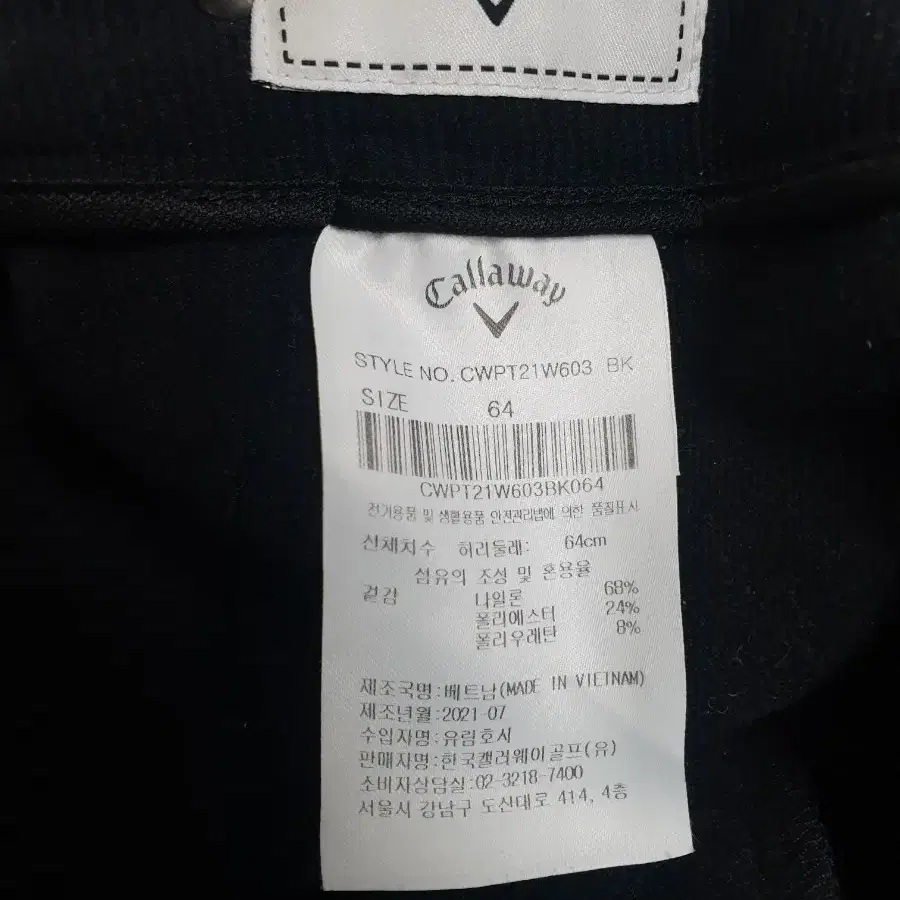 Callaway
STYLE NO. CWPT21W603 BK
SIZE 64
CWPT21W603BK064
전기용품 및 생활용품 안전관리법에 의한 품질표시
신체치수 허리둘레: 64cm
섬유의 조성 및 혼용율
겉감 나일론 68%
폴리에스터 24%
폴리우레탄 8%
제조국명:베트남(MADE IN VIETNAM)
제조년월:2021-07
수입자명:유림호시
판매자명:한국캘러웨이골프(유)
소비자상담실:02-3218-7400
서울시 강남구 도산대로 414, 4층